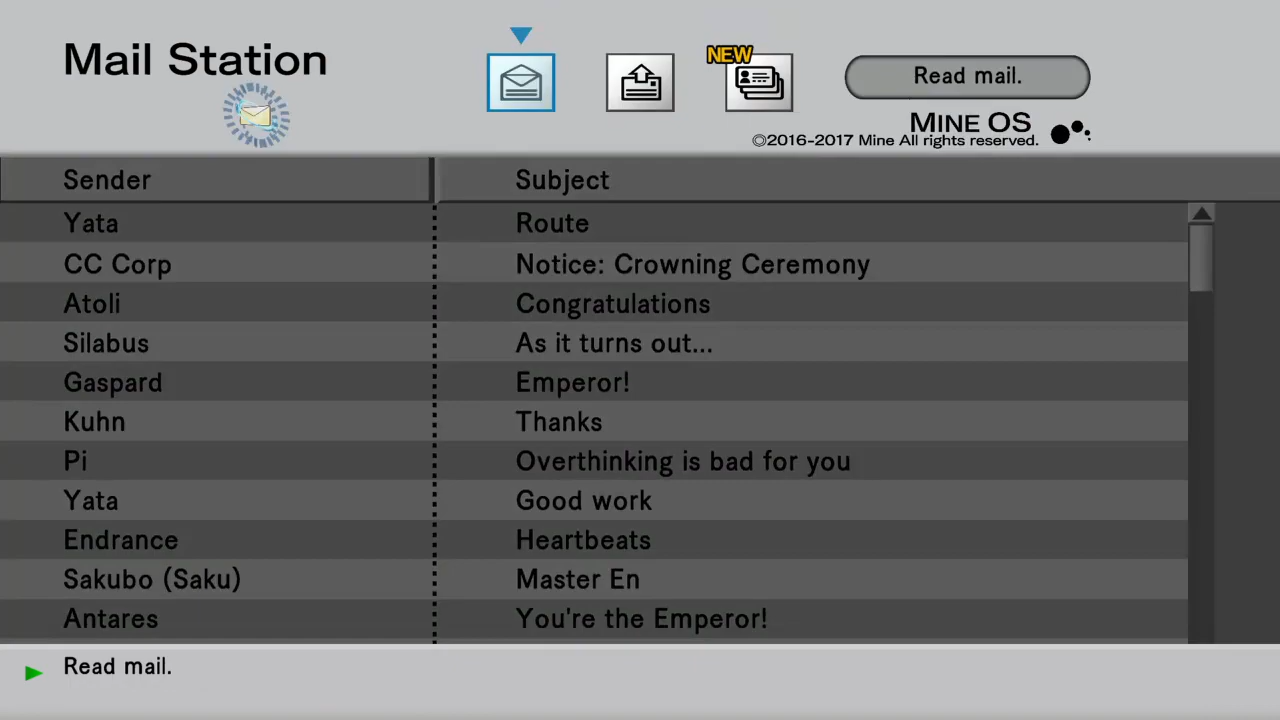 Mail Station
NEW
Read mail.
MINE OS
©2016-2017 Mine All rights reserved.
Sender Subject
Yata Route
CC Corp Notice: Crowning Ceremony
Atoli Congratulations
Silabus As it turns out...
Gaspard Emperor!
Kuhn Thanks
Pi Overthinking is bad for you
Yata Good work
Endrance Heartbeats
Sakubo (Saku) Master En
Antares You're the Emperor!
Read mail.